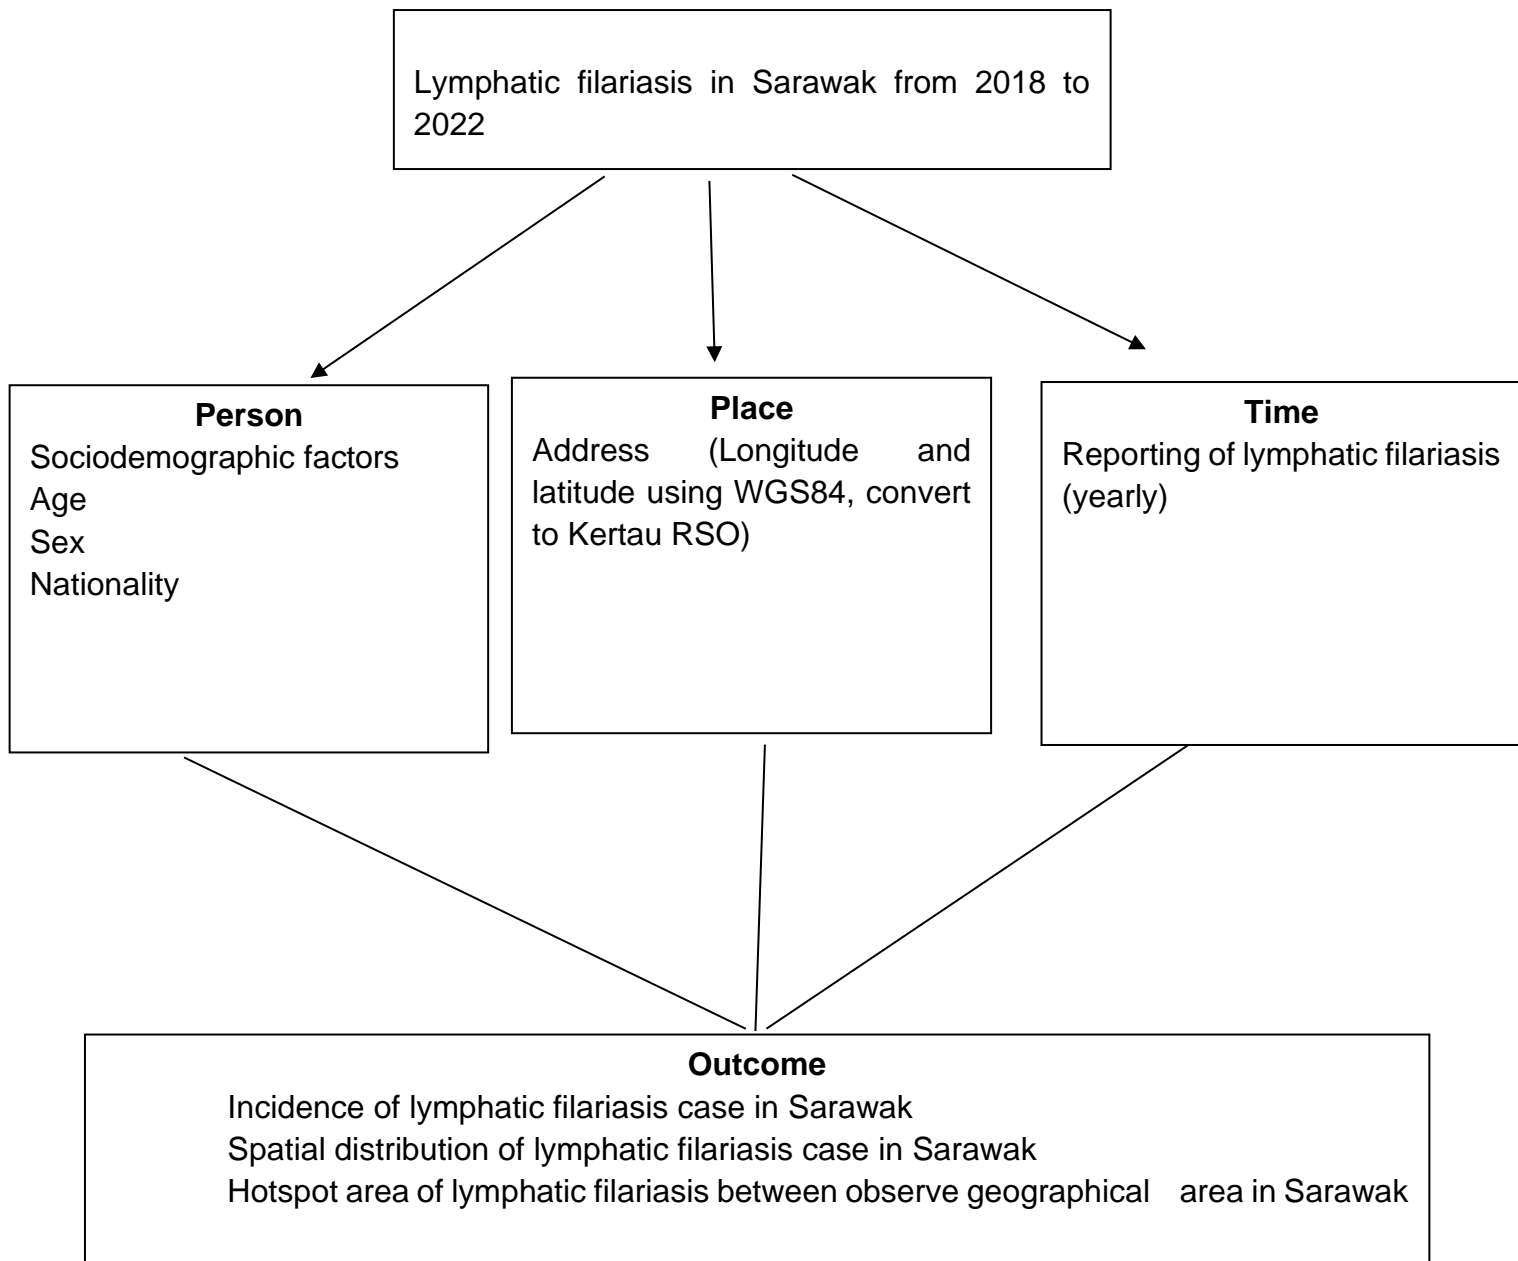 Lymphatic filariasis in Sarawak from 2018 to
2022
Person
Sociodemographic factors
Age
Sex
Nationality
Place
Address (Longitude and
latitude using WGS84, convert
to Kertau RSO)
Time
Reporting of lymphatic filariasis
(yearly)
Outcome
Incidence of lymphatic filariasis case in Sarawak
Spatial distribution of lymphatic filariasis case in Sarawak
Hotspot area of lymphatic filariasis between observe geographical area in Sarawak